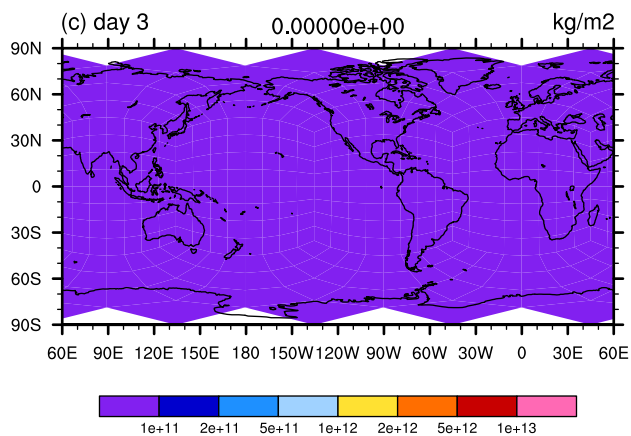 (c) day 3 0.00000e+00 kg/m2
90N
60N
30N
0
30S
60S
90S
60E 90E 120E 150E 180 150W 120W 90W 60W 30W 0 30E 60E
1e+11 2e+11 5e+11 1e+12 2e+12 5e+12 1e+13